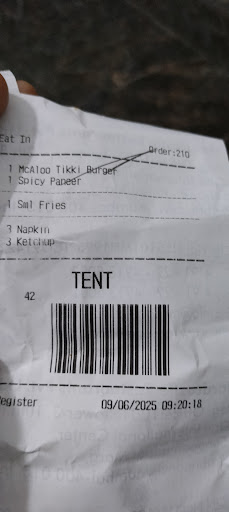 Eat In
Order:210
1 McAloo Tikki Burger
1 Spicy Paneer
1 Sml Fries
3 Napkin
3 Ketchup
TENT
42
Register 09/06/2025 09:20:18